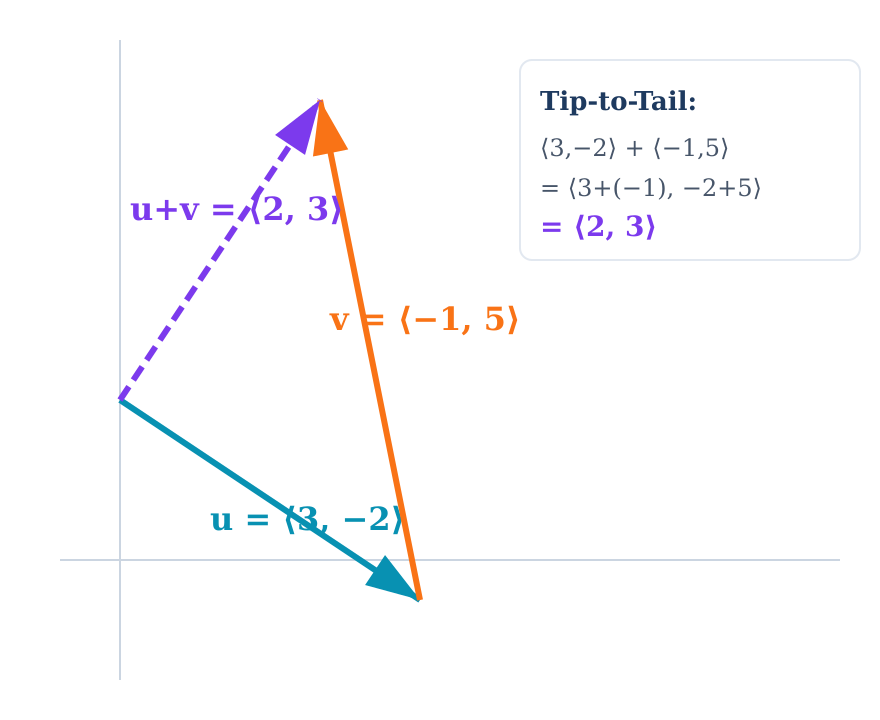 Tip-to-Tail:
⟨3,−2⟩ + ⟨−1,5⟩
= ⟨3+(−1), −2+5⟩
= ⟨2, 3⟩
u+v = ⟨2, 3⟩
v = ⟨−1, 5⟩
u = ⟨3, −2⟩